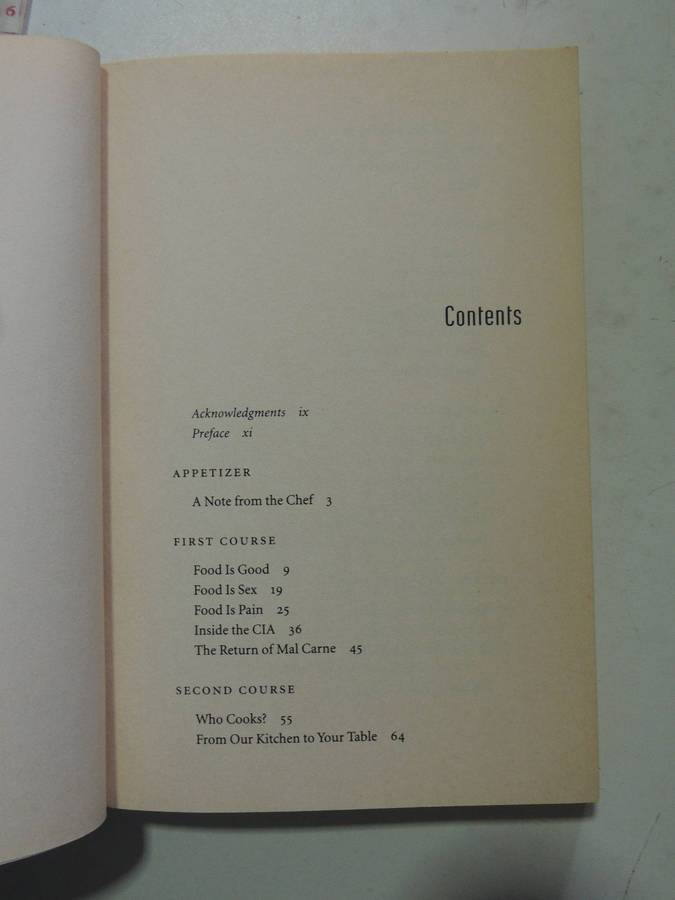 6
Contents
Acknowledgments ix
Preface xi
APPETIZER
A Note from the Chef 3
FIRST COURSE
Food Is Good 9
Food Is Sex 19
Food Is Pain 25
Inside the CIA 36
The Return of Mal Carne 45
SECOND COURSE
Who Cooks? 55
From Our Kitchen to Your Table 64